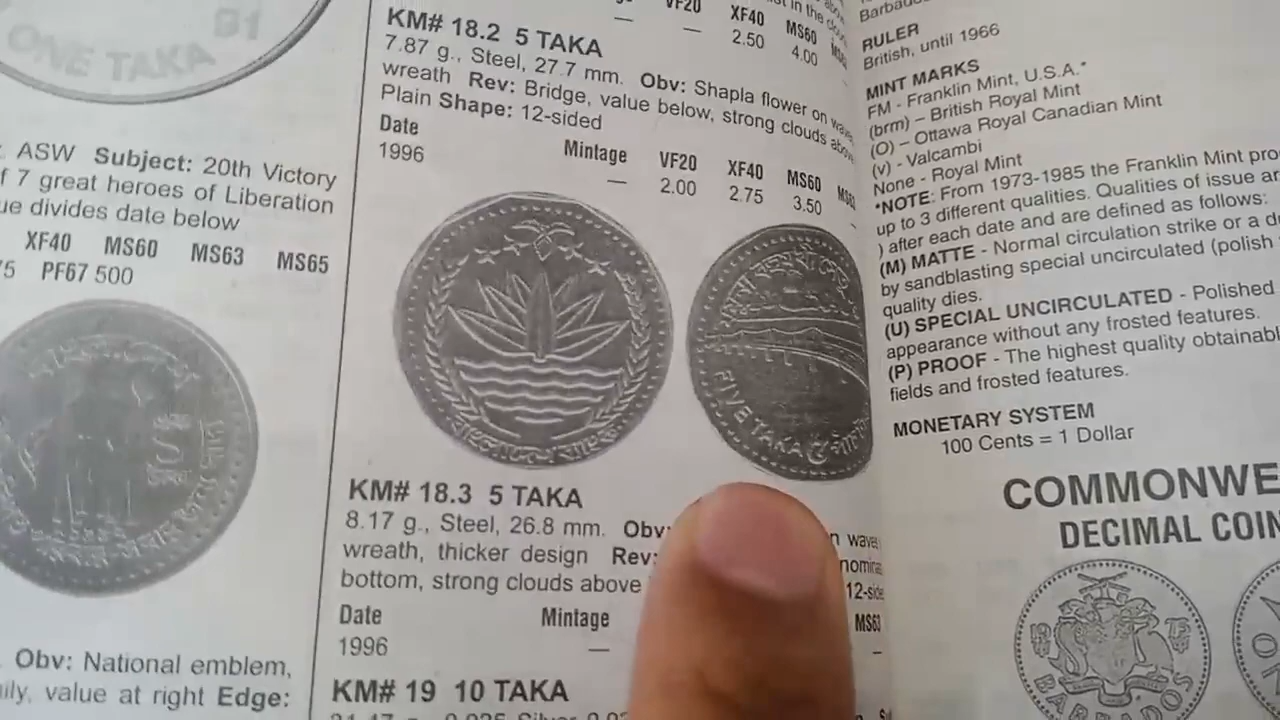 91
ONE TAKA
ASW Subject: 20th Victory
f 7 great heroes of Liberation
ue divides date below
XF40 MS60 MS63 MS65
PF67 500
Obv: National emblem,
value at right Edge:
VF20 XF40 MS60
— — 2.50 4.00
KM# 18.2 5 TAKA
7.87 g., Steel, 27.7 mm. Obv: Shapla flower on
wreath Rev: Bridge, value below, strong clouds above
Plain Shape: 12-sided
Date Mintage VF20 XF40 MS60
1996 — 2.00 2.75 3.50
FIVE TAKA ৫
KM# 18.3 5 TAKA
8.17 g., Steel, 26.8 mm. Obv:
wreath, thicker design Rev:
bottom, strong clouds above
12-side
Date Mintage MS63
1996 — –
KM# 19 10 TAKA
RULER
British, until 1966
MINT MARKS
FM - Franklin Mint, U.S.A.*
(brm) – British Royal Mint
(O) – Ottawa Royal Canadian Mint
(v) - Valcambi
None - Royal Mint
*NOTE: From 1973-1985 the Franklin Mint pro
up to 3 different qualities. Qualities of issue ar
) after each date and are defined as follows:
(M) MATTE - Normal circulation strike or a d
by sandblasting special uncirculated (polish
quality dies.
(U) SPECIAL UNCIRCULATED - Polished
appearance without any frosted features.
(P) PROOF - The highest quality obtainabl
fields and frosted features.
MONETARY SYSTEM
100 Cents = 1 Dollar
COMMONWE
DECIMAL COIN
BARBADOS